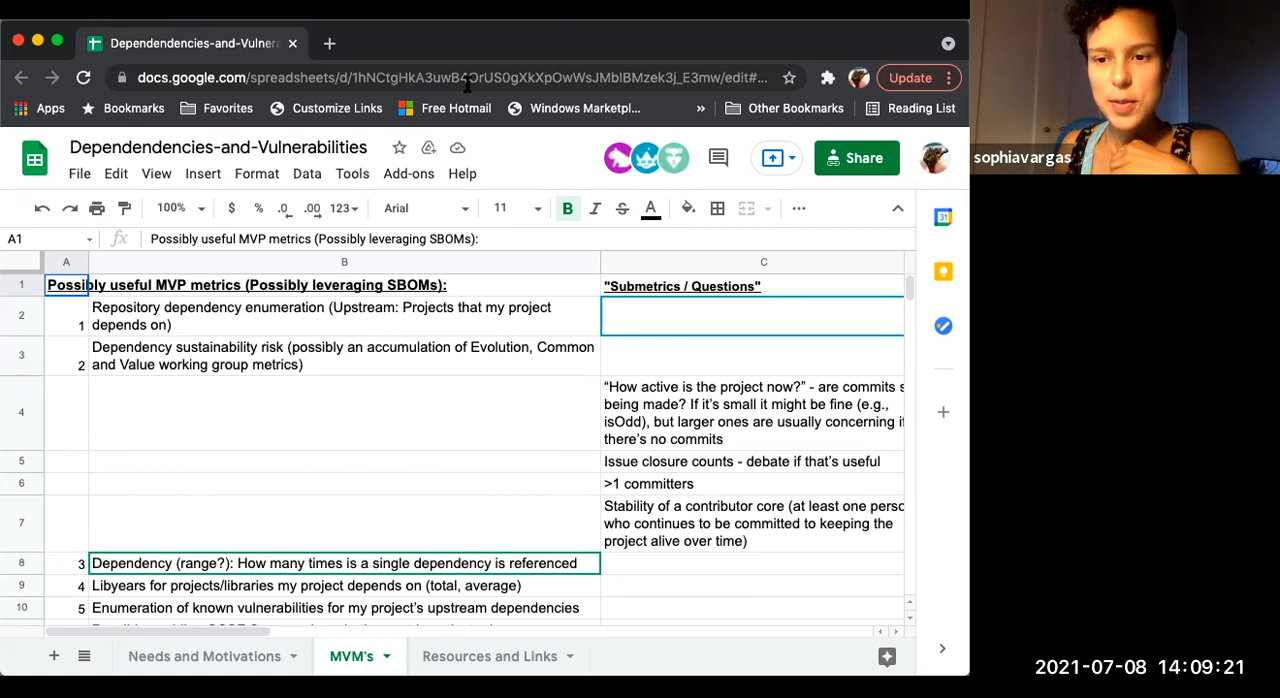 Dependendencies-and-Vulnera
docs.google.com/spreadsheets/d/1hNCtgHkA3uwB4OrUS0gXkXpOwWsJMbIBMzek3j_E3mw/edit#...
Update
Apps
Bookmarks
Favorites
Customize Links
Free Hotmail
Windows Marketpl...
»
Other Bookmarks
Reading List
Dependendencies-and-Vulnerabilities
Share
File Edit View Insert Format Data Tools Add-ons Help
100% $ % .0 .00 123 Arial 11 B I S A
A1 fx Possibly useful MVP metrics (Possibly leveraging SBOMs):
A B C
1 Possibly useful MVP metrics (Possibly leveraging SBOMs): "Submetrics / Questions"
2 1 Repository dependency enumeration (Upstream: Projects that my project
depends on)
3 2 Dependency sustainability risk (possibly an accumulation of Evolution, Common
and Value working group metrics)
4 “How active is the project now?” - are commits s
being made? If it’s small it might be fine (e.g.,
isOdd), but larger ones are usually concerning if
there’s no commits
5 Issue closure counts - debate if that’s useful
6 >1 committers
7 Stability of a contributor core (at least one perso
who continues to be committed to keeping the
project alive over time)
8 3 Dependency (range?): How many times is a single dependency is referenced
9 4 Libyears for projects/libraries my project depends on (total, average)
10 5 Enumeration of known vulnerabilities for my project’s upstream dependencies
Needs and Motivations
MVM's
Resources and Links
31
sophiavargas
2021-07-08 14:09:21